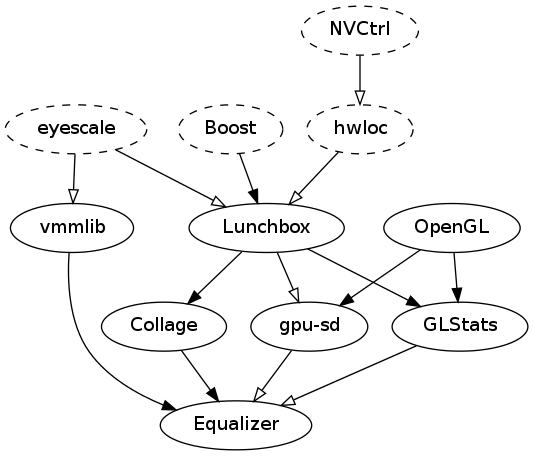 NVCtrl
eyescale
Boost
hwloc
vmmlib
Lunchbox
OpenGL
Collage
gpu-sd
GLStats
Equalizer